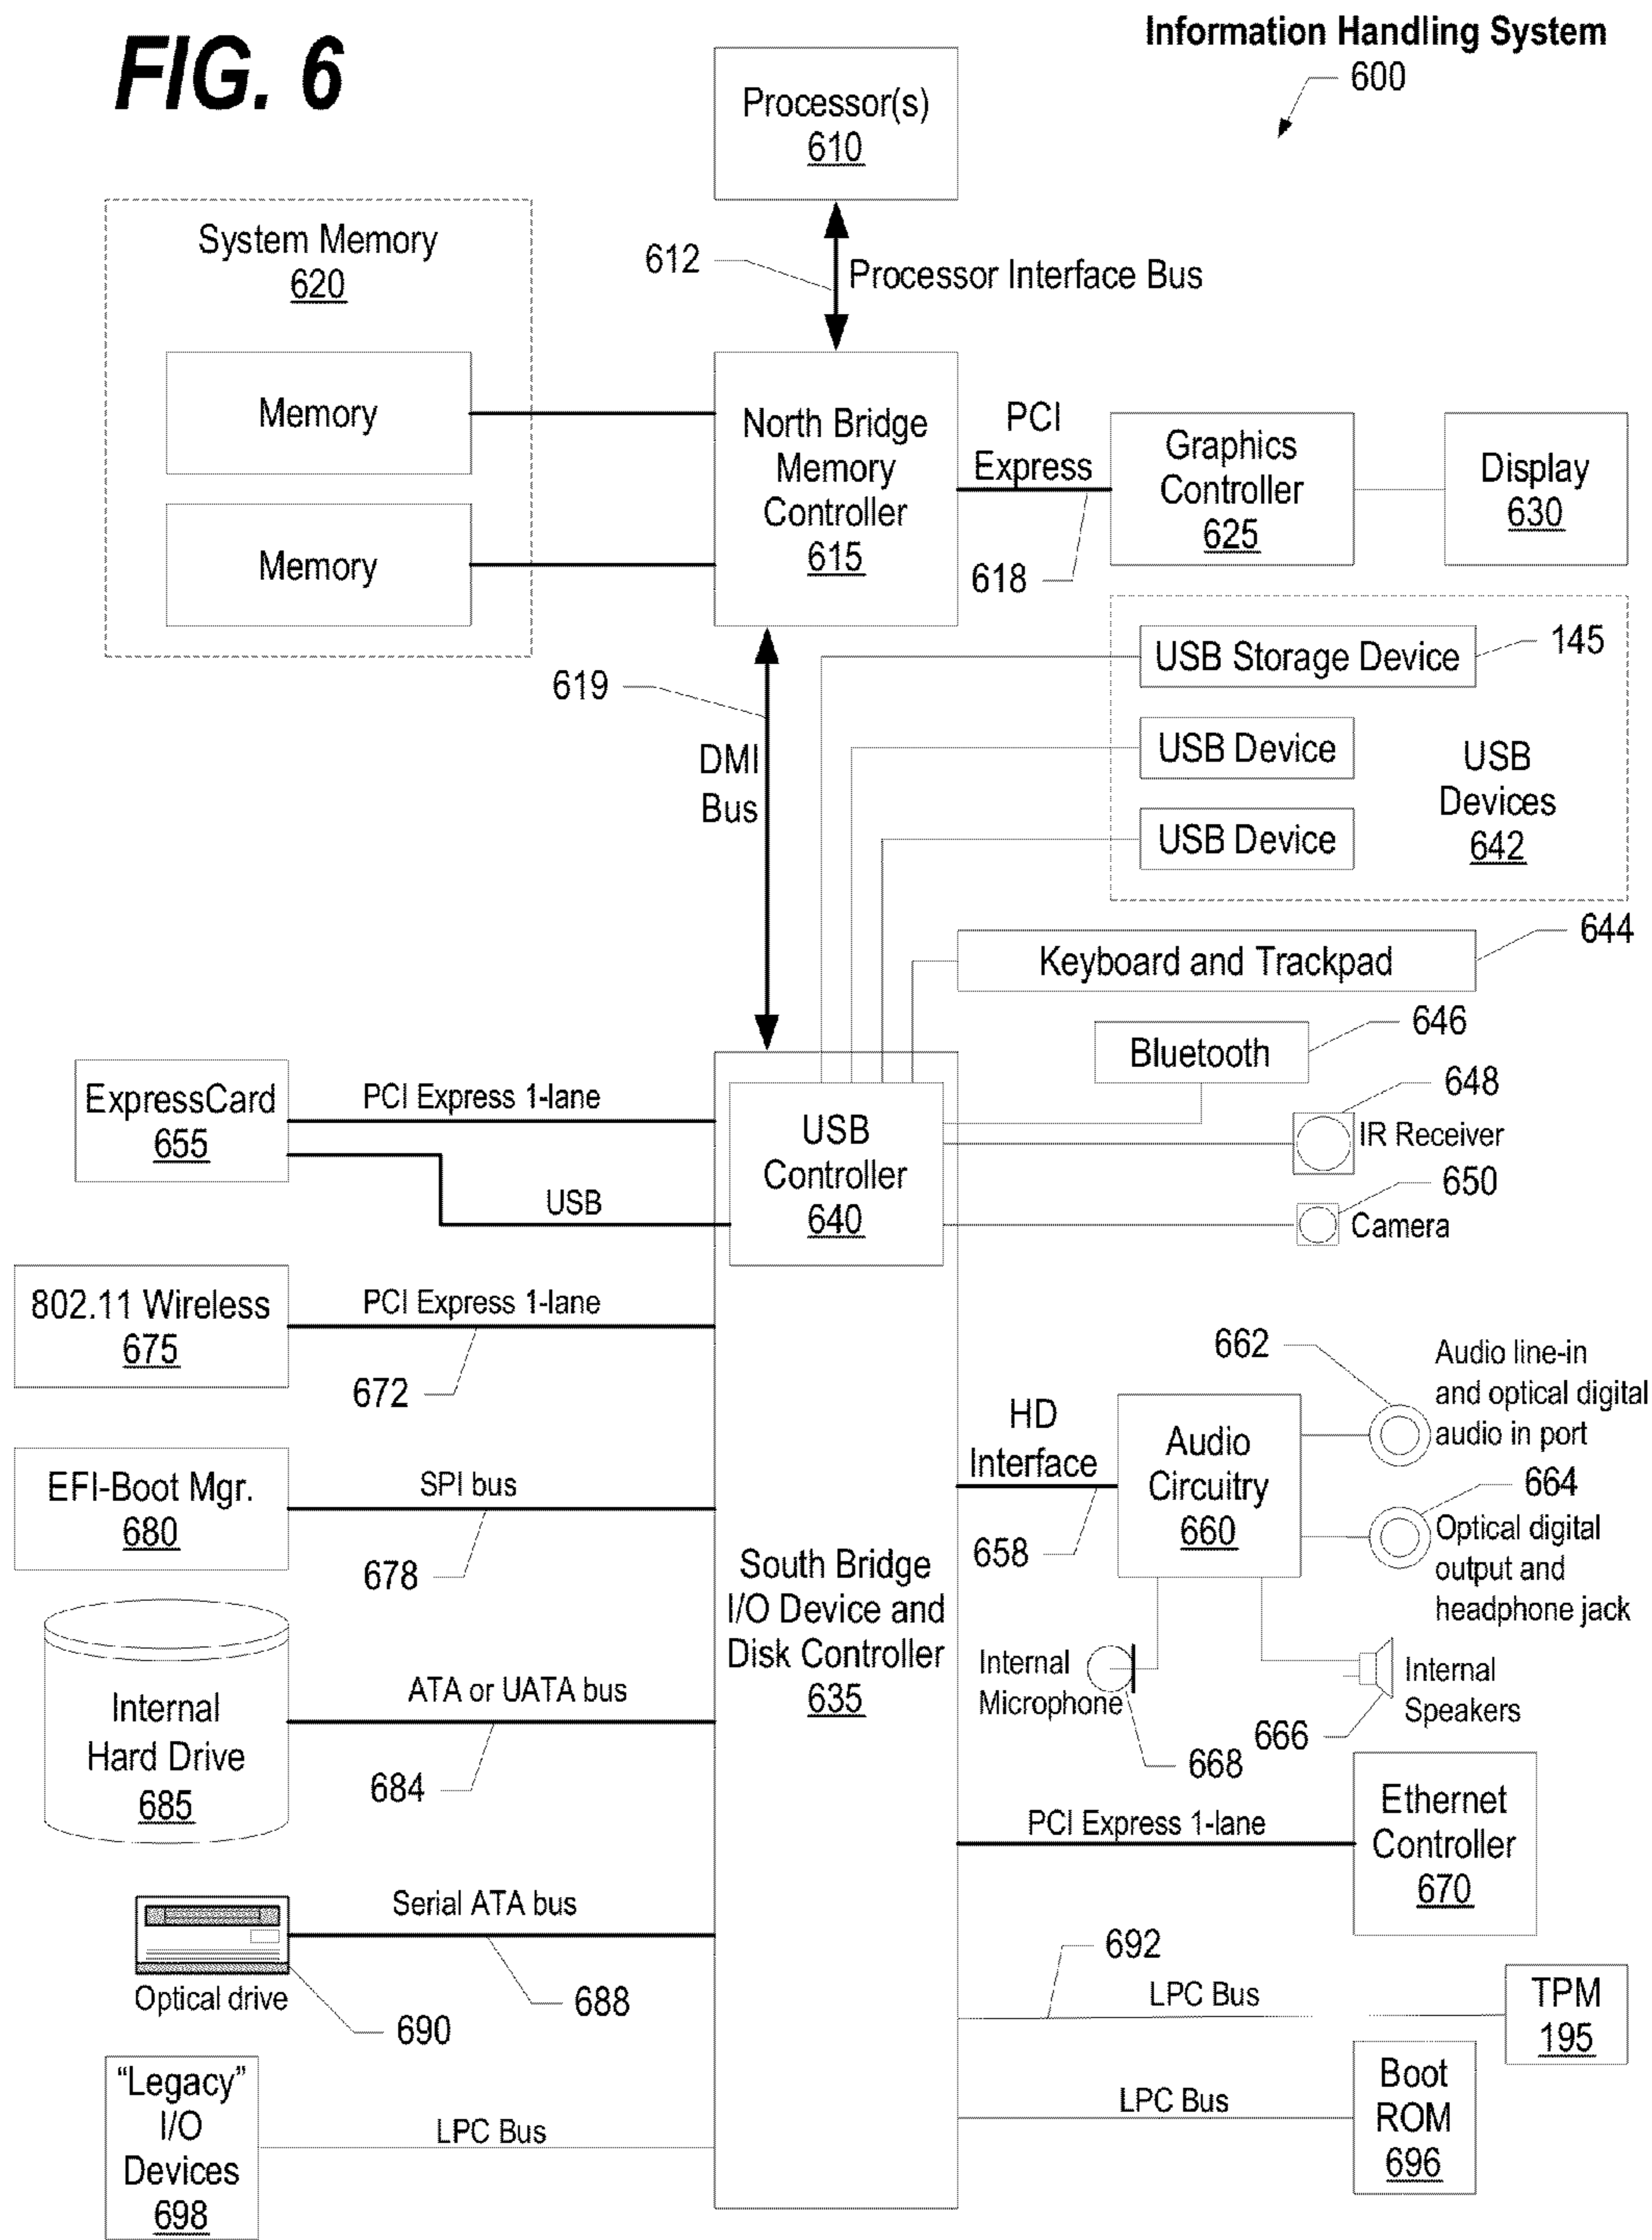 FIG. 6
Information Handling System
600
Processor(s)
610
System Memory
620
612
Processor Interface Bus
Memory
Memory
North Bridge
Memory
Controller
615
PCI
Express
618
Graphics
Controller
625
Display
630
619
DMI
Bus
USB Storage Device
145
USB Device
USB Device
USB
Devices
642
644
Keyboard and Trackpad
646
Bluetooth
648
IR Receiver
650
Camera
ExpressCard
655
PCI Express 1-lane
USB
USB
Controller
640
802.11 Wireless
675
PCI Express 1-lane
672
EFI-Boot Mgr.
680
SPI bus
678
South Bridge
I/O Device and
Disk Controller
635
HD
Interface
658
Audio
Circuitry
660
662
Audio line-in
and optical digital
audio in port
664
Optical digital
output and
headphone jack
Internal
Microphone
668
666
Internal
Speakers
Internal
Hard Drive
685
ATA or UATA bus
684
PCI Express 1-lane
Ethernet
Controller
670
Serial ATA bus
688
Optical drive
690
692
LPC Bus
TPM
195
"Legacy"
I/O
Devices
698
LPC Bus
LPC Bus
Boot
ROM
696